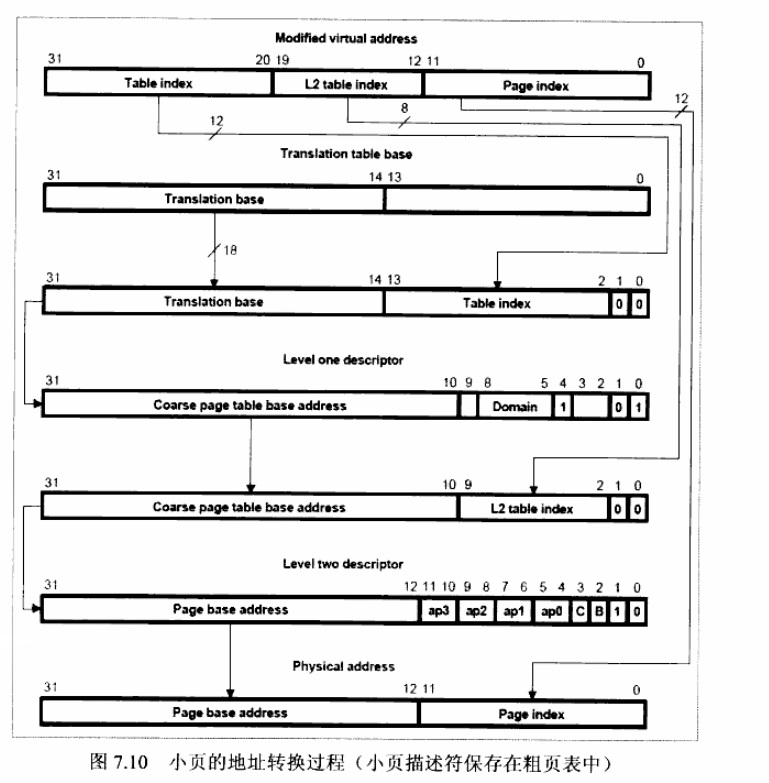 Modified virtual address
31 20 19 12 11 0
Table index L2 table index Page index
12 8 12
Translation table base
31 14 13 0
Translation base
18
31 14 13 2 1 0
Translation base Table index 0 0
Level one descriptor
31 10 9 8 5 4 3 2 1 0
Coarse page table base address Domain 1 0 1
31 10 9 2 1 0
Coarse page table base address L2 table index 0 0
Level two descriptor
31 12 11 10 9 8 7 6 5 4 3 2 1 0
Page base address ap3 ap2 ap1 ap0 C B 1 0
Physical address
31 12 11 0
Page base address Page index
图 7.10 小页的地址转换过程（小页描述符保存在粗页表中）